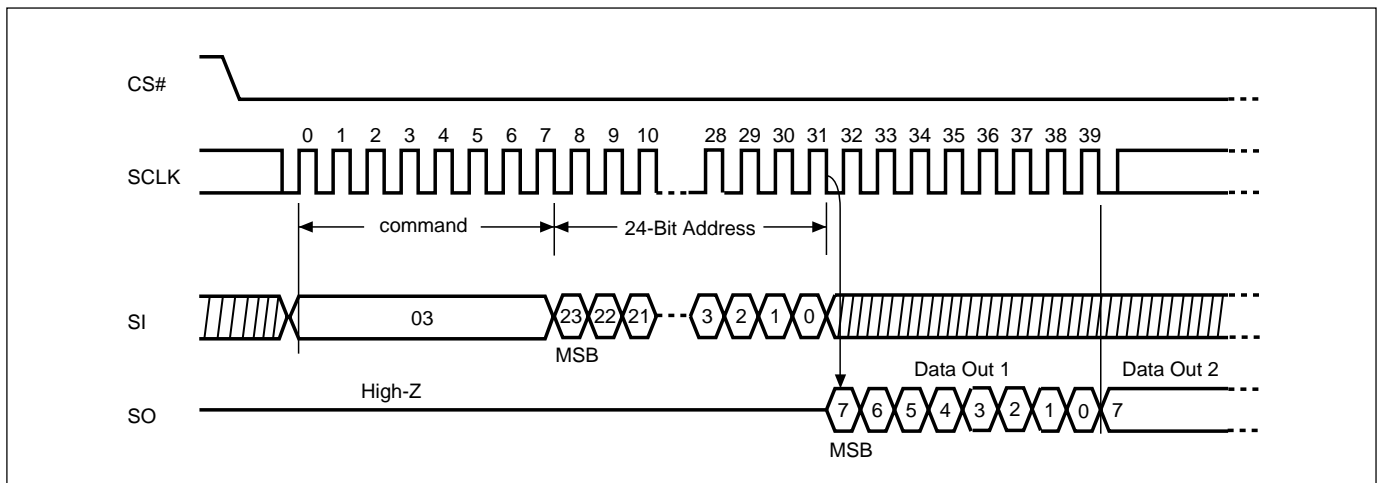 CS#
0 1 2 3 4 5 6 7 8 9 10 28 29 30 31 32 33 34 35 36 37 38 39
SCLK
command 24-Bit Address
SI 03 23 22 21 3 2 1 0
MSB
Data Out 1 Data Out 2
High-Z
SO 7 6 5 4 3 2 1 0 7
MSB